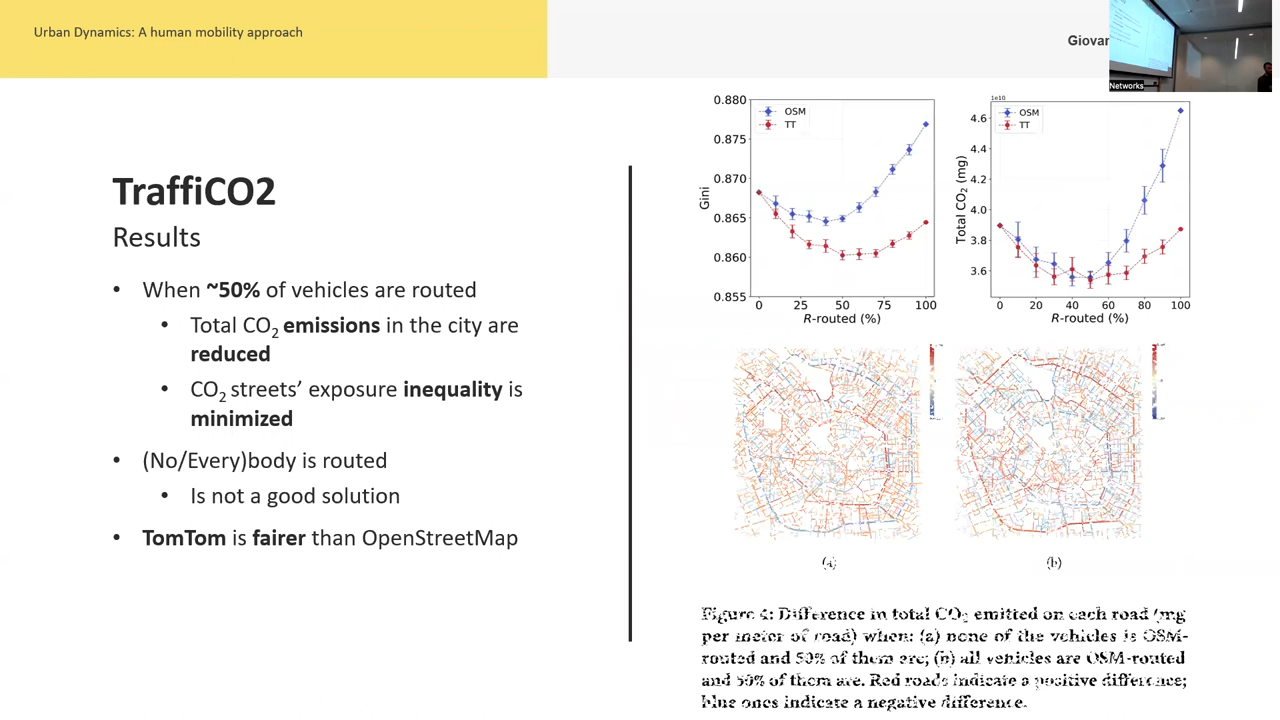 Urban Dynamics: A human mobility approach
Giovan
Networks
TraffiCO2
Results
• When ~50% of vehicles are routed
• Total CO2 emissions in the city are
reduced
• CO2 streets’ exposure inequality is
minimized
• (No/Every)body is routed
• Is not a good solution
• TomTom is fairer than OpenStreetMap
0.880
0.875
0.870
0.865
0.860
0.855
Gini
OSM
TT
0 25 50 75 100
R-routed (%)
1e10
4.6
4.4
4.2
4.0
3.8
3.6
Total CO2 (mg)
OSM
TT
0 20 40 60 80 100
R-routed (%)
(a) (b)
Figure 4: Difference in total CO2 emitted on each road (mg
per meter of road) when: (a) none of the vehicles is OSM-
routed and 50% of them are; (b) all vehicles are OSM-routed
and 50% of them are. Red roads indicate a positive difference;
blue ones indicate a negative difference.